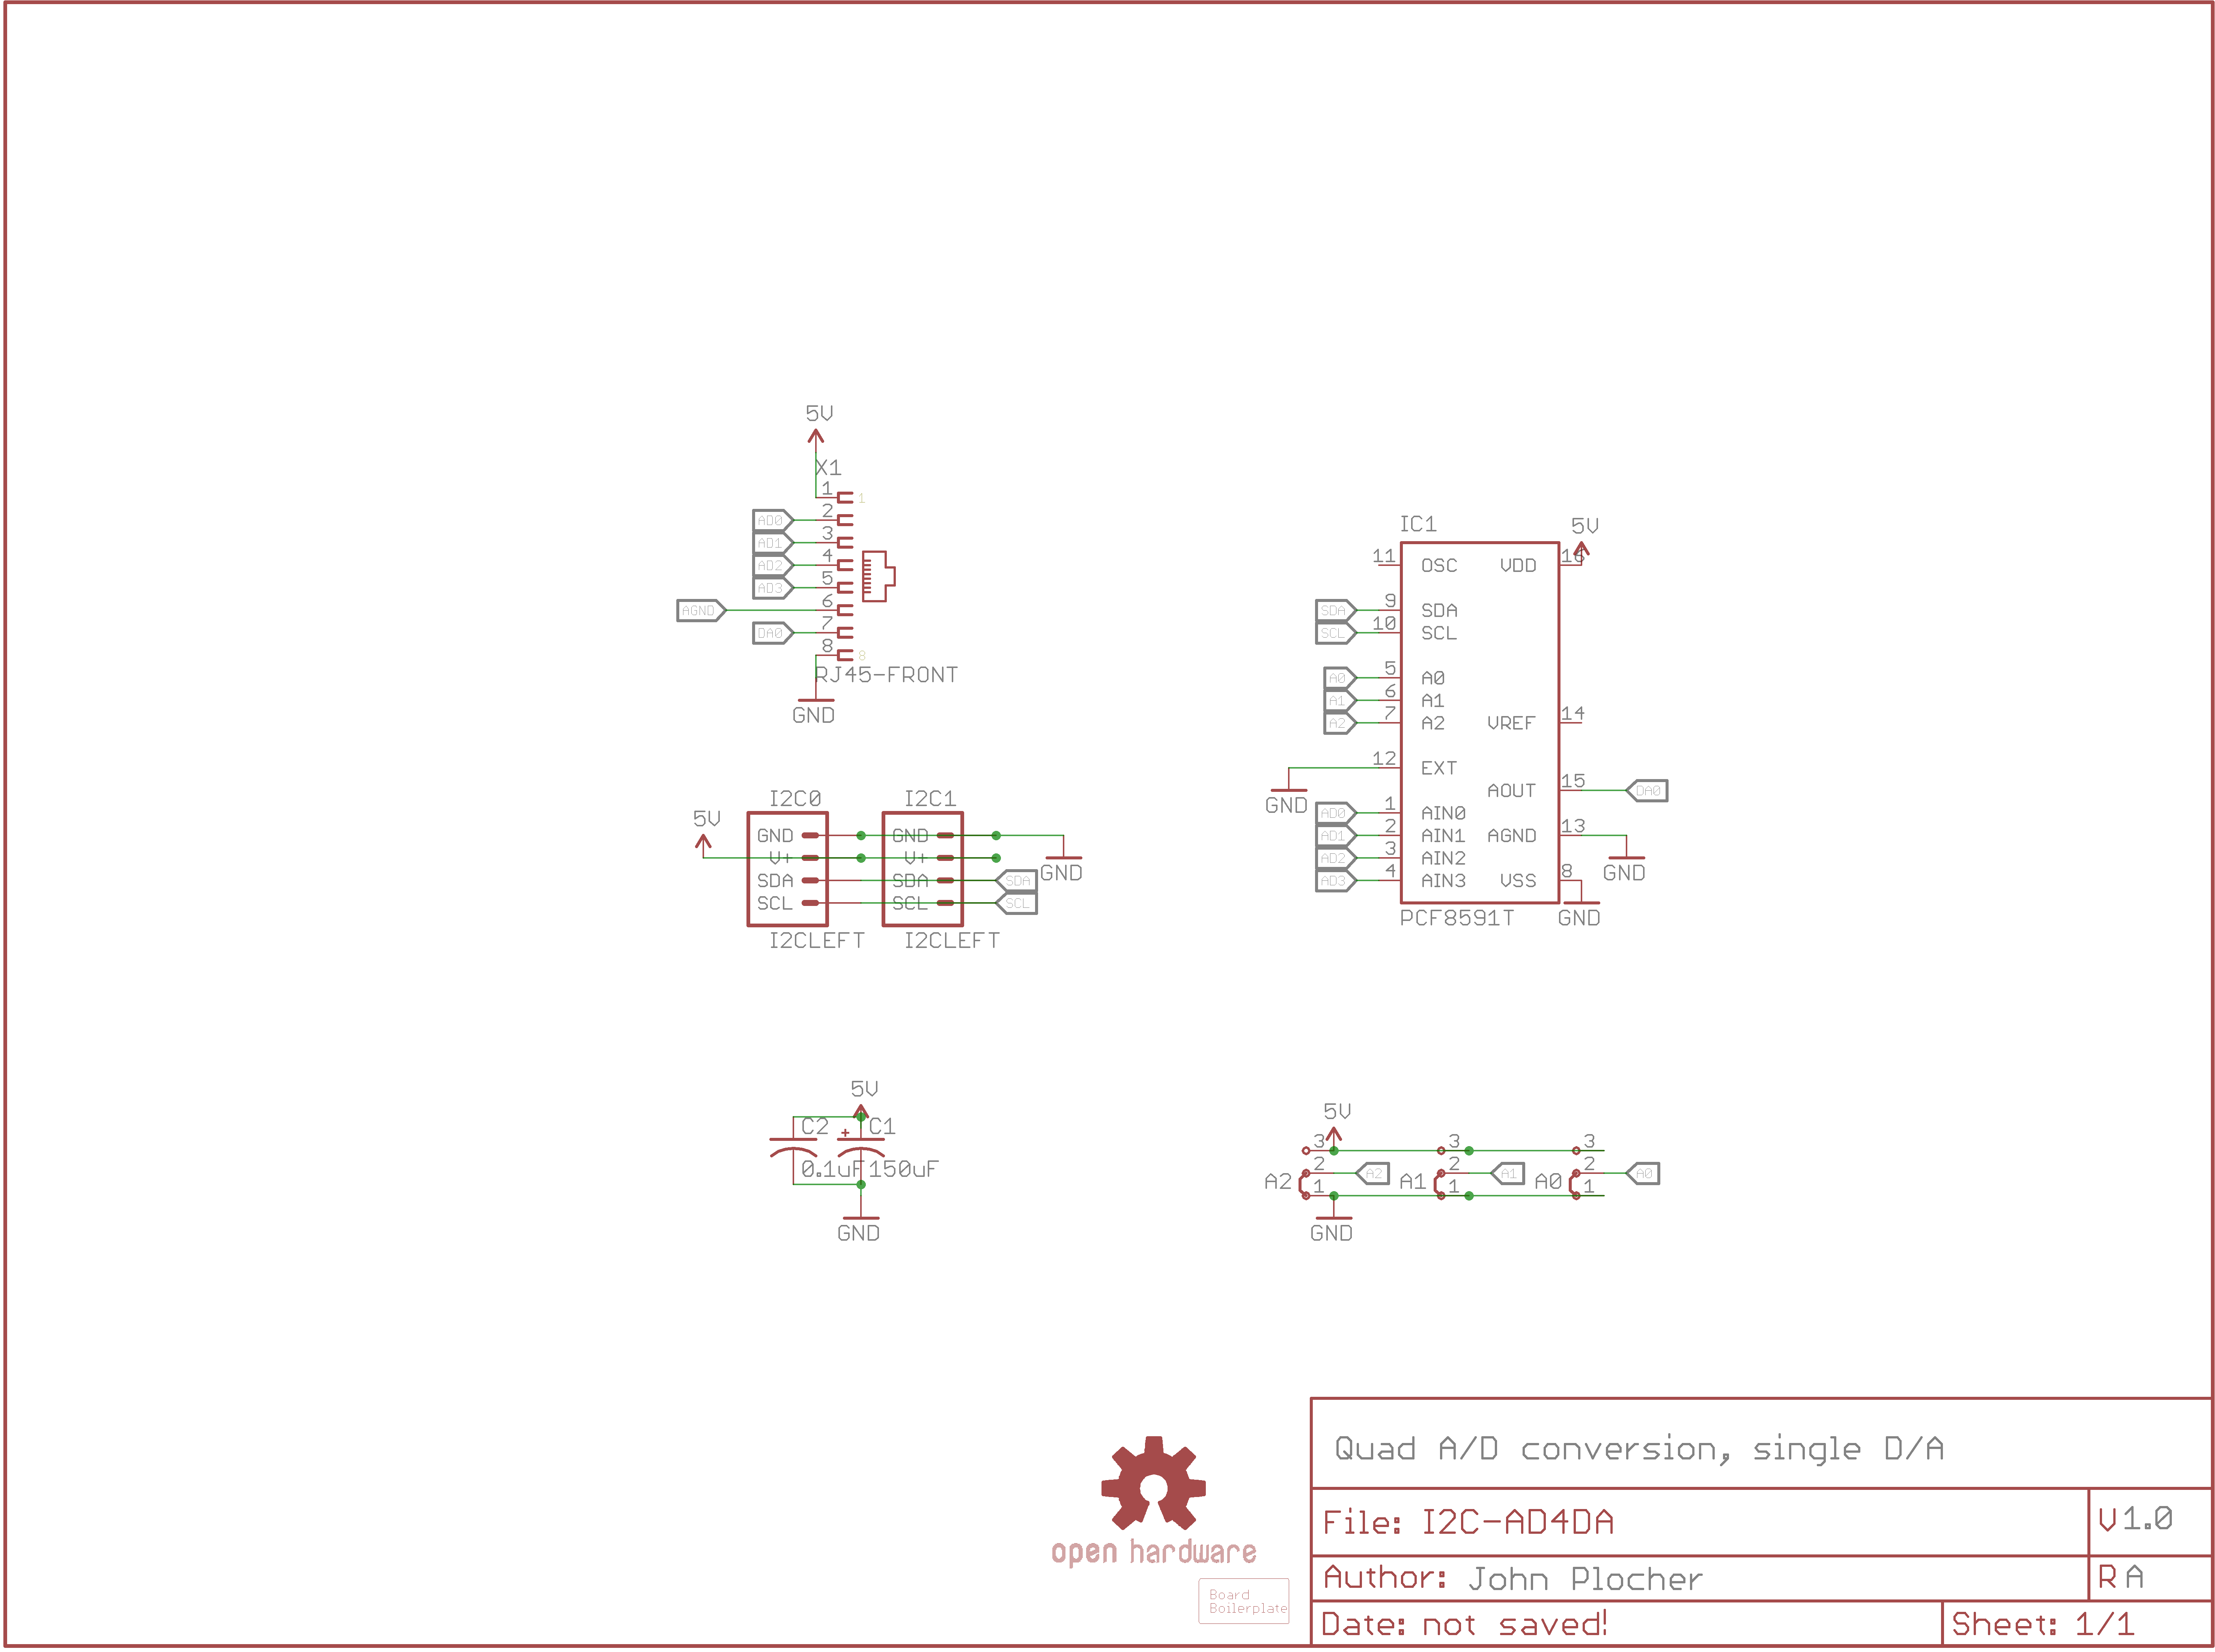 5V
X1
1
1
2
AD0
3
AD1
4
AD2
5
AD3
6
AGND
7
DA0
8
8
RJ45-FRONT
GND
IC1
5V
11
OSC
VDD
16
SDA
9
SDA
SCL
10
SCL
A0
5
A0
A1
6
A1
A2
7
A2
VREF
14
12
EXT
GND
AOUT
15
DA0
AD0
1
AIN0
AD1
2
AIN1
AGND
13
AD2
3
AIN2
GND
AD3
4
AIN3
VSS
8
PCF8591T
GND
I2C0
I2C1
5V
GND
GND
V+
V+
GND
SDA
SDA
SDA
SCL
SCL
SCL
I2CLEFT
I2CLEFT
5V
C2
+
C1
0.1uF
150uF
GND
5V
3
3
3
2
A2
2
A1
2
A0
A2
1
A1
1
A0
1
GND
open hardware
Board
Boilerplate
Quad A/D conversion, single D/A
File: I2C-AD4DA
V 1.0
Author: John Plocher
R A
Date: not saved!
Sheet: 1/1